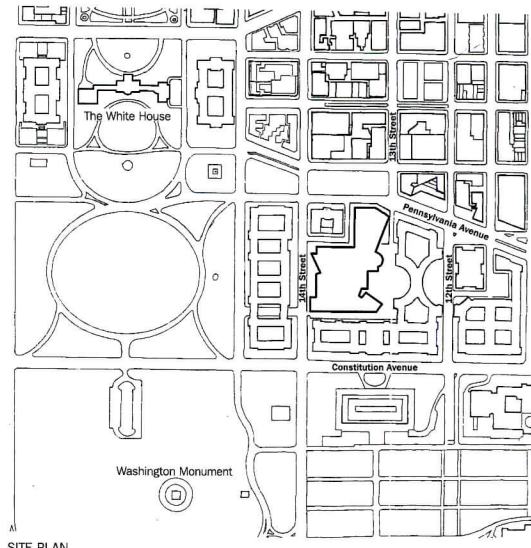 The White House
13th Street
Pennsylvania Avenue
14th Street
12th Street
Constitution Avenue
Washington Monument
SITE PLAN